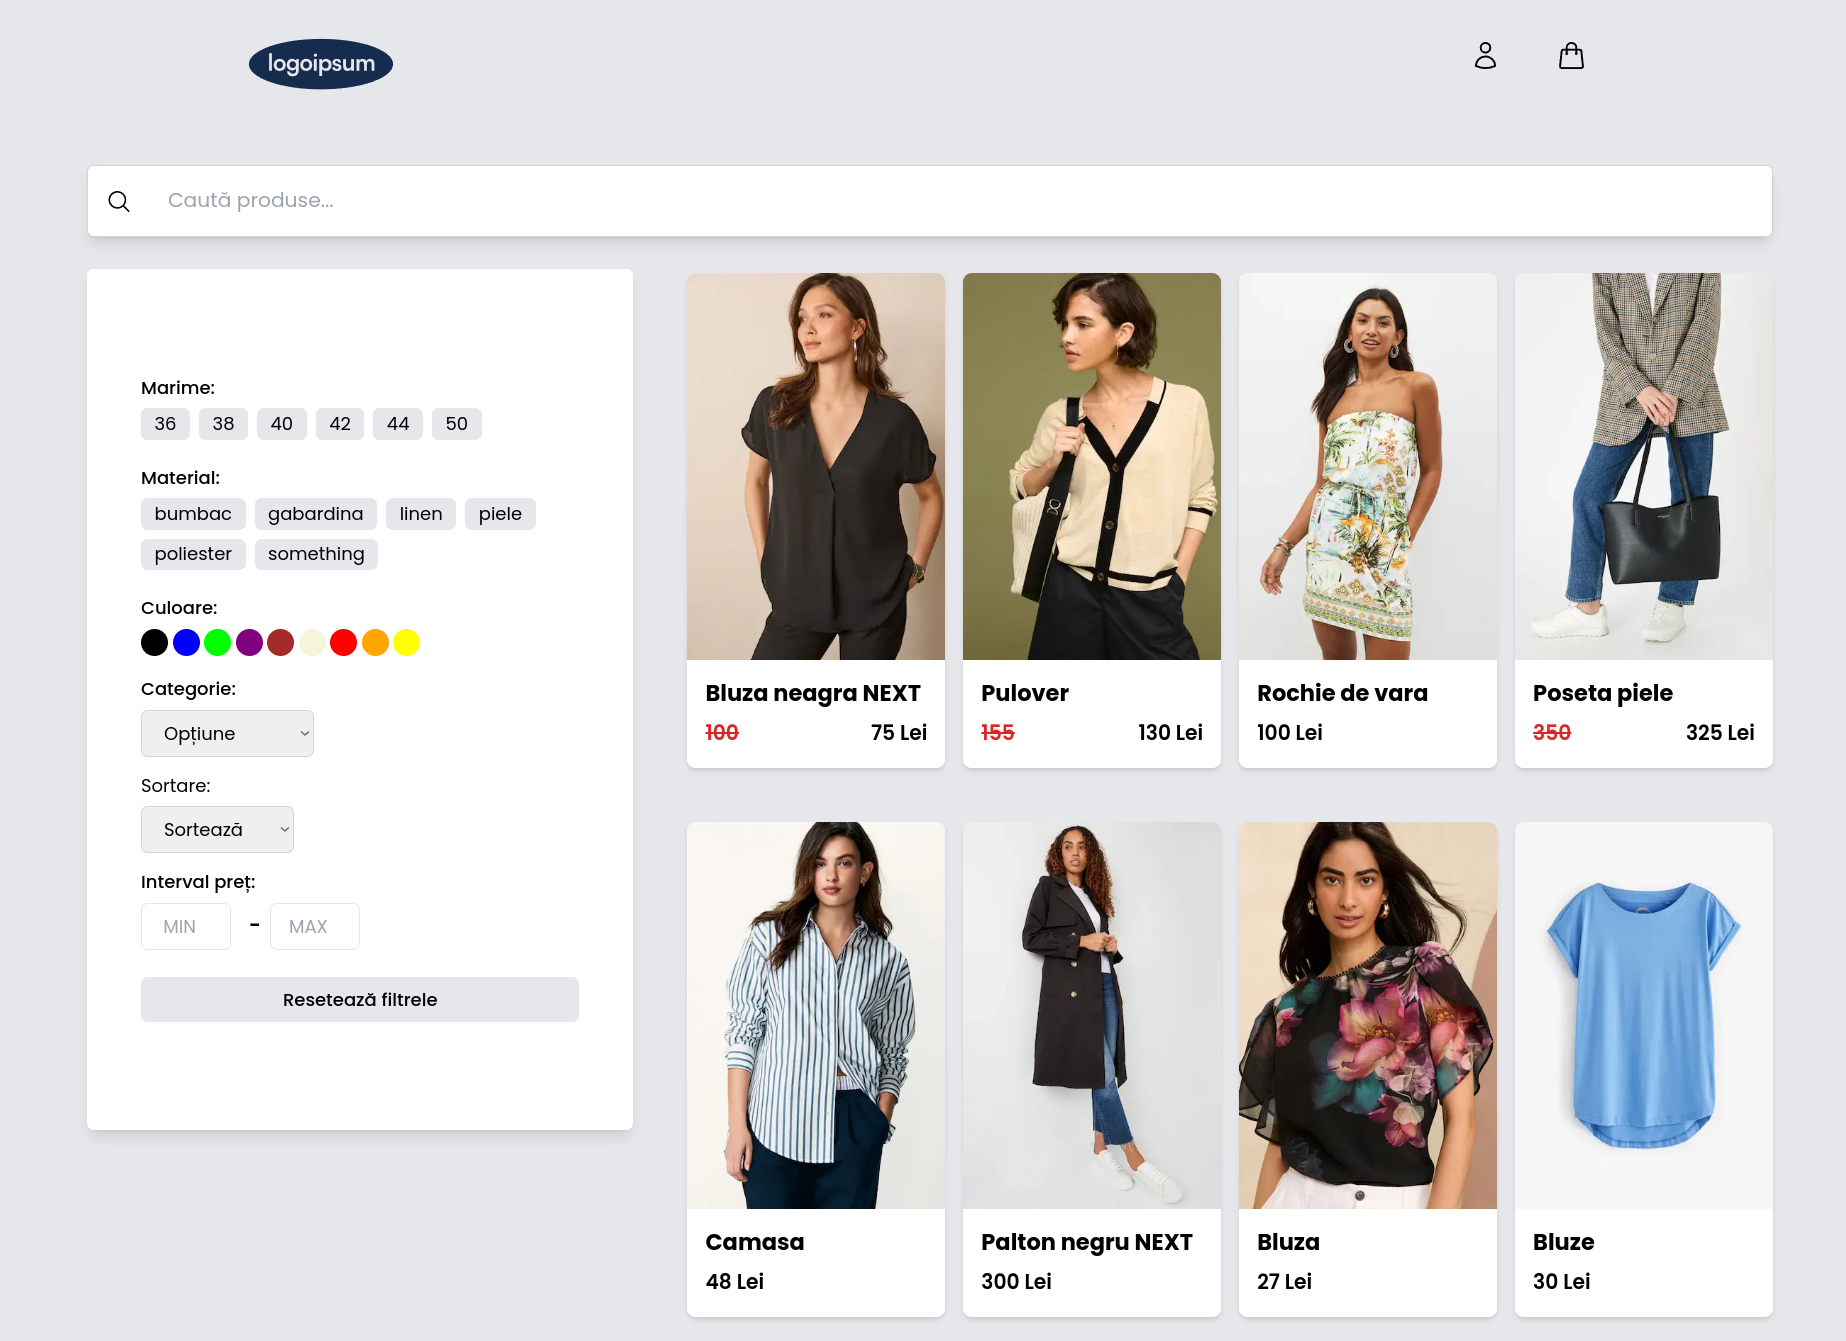 logoipsum
Caută produse...
Marime:
36 38 40 42 44 50
Material:
bumbac gabardina linen piele
poliester something
Culoare:
Categorie:
Opțiune
Sortare:
Sortează
Interval preț:
MIN - MAX
Resetează filtrele
Bluza neagra NEXT
100 75 Lei
Pulover
155 130 Lei
Rochie de vara
100 Lei
Poseta piele
350 325 Lei
Camasa
48 Lei
Palton negru NEXT
300 Lei
Bluza
27 Lei
Bluze
30 Lei